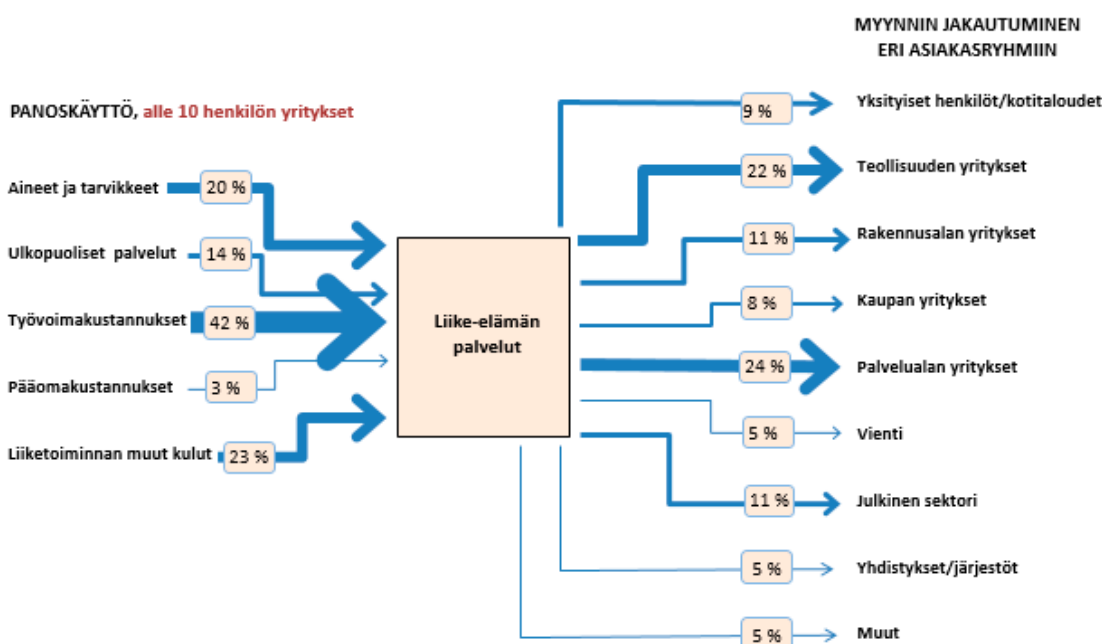 MYYNNIN JAKAUTUMINEN
ERI ASIAKASRYHMIIN
PANOSKÄYTTÖ, alle 10 henkilön yritykset
Aineet ja tarvikkeet 20 %
Ulkopuoliset palvelut 14 %
Työvoimakustannukset 42 %
Pääomakustannukset 3 %
Liiketoiminnan muut kulut 23 %
Liike-elämän
palvelut
9 % Yksityiset henkilöt/kotitaloudet
22 % Teollisuuden yritykset
11 % Rakennusalan yritykset
8 % Kaupan yritykset
24 % Palvelualan yritykset
5 % Vienti
11 % Julkinen sektori
5 % Yhdistykset/järjestöt
5 % Muut